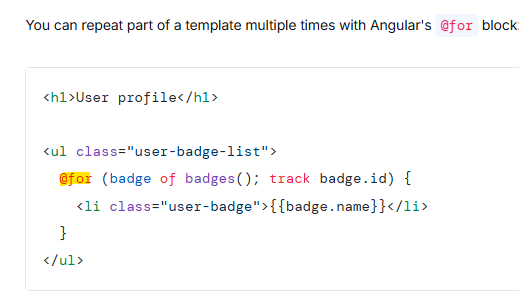 You can repeat part of a template multiple times with Angular's @for block:
<h1>User profile</h1>
<ul class="user-badge-list">
@for (badge of badges(); track badge.id) {
<li class="user-badge">{{badge.name}}</li>
}
</ul>